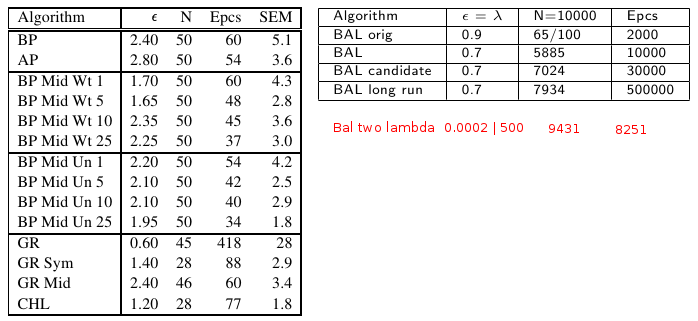 Algorithm ϵ N Epcs SEM
BP 2.40 50 60 5.1
AP 2.80 50 54 3.6
BP Mid Wt 1 1.70 50 60 4.3
BP Mid Wt 5 1.65 50 48 2.8
BP Mid Wt 10 2.35 50 45 3.6
BP Mid Wt 25 2.25 50 37 3.0
BP Mid Un 1 2.20 50 54 4.2
BP Mid Un 5 2.10 50 42 2.5
BP Mid Un 10 2.10 50 40 2.9
BP Mid Un 25 1.95 50 34 1.8
GR 0.60 45 418 28
GR Sym 1.40 28 88 2.9
GR Mid 2.40 46 60 3.4
CHL 1.20 28 77 1.8
Algorithm ϵ = λ N=10000 Epcs
BAL orig 0.9 65/100 2000
BAL 0.7 5885 10000
BAL candidate 0.7 7024 30000
BAL long run 0.7 7934 500000
Bal two lambda 0.0002 | 500 9431 8251